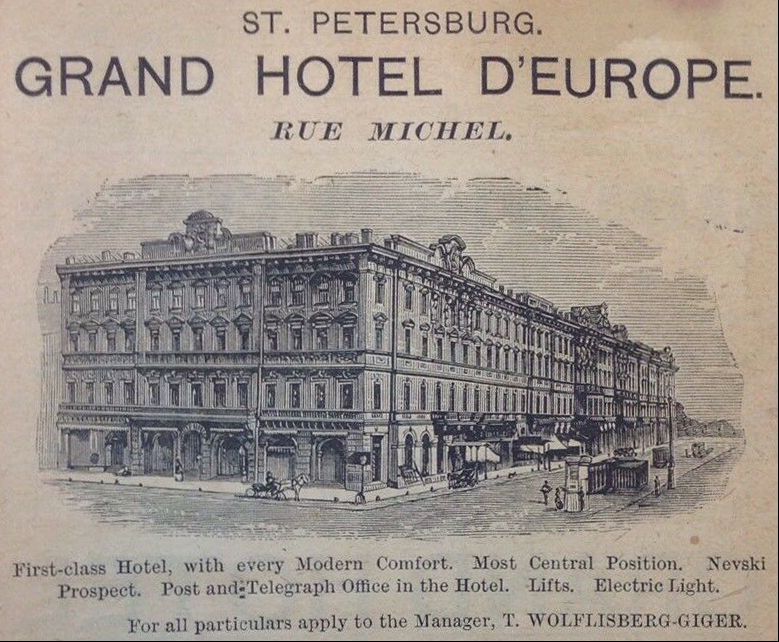 ST. PETERSBURG.
GRAND HOTEL D'EUROPE.
RUE MICHEL.
First-class Hotel, with every Modern Comfort. Most Central Position. Nevski
Prospect. Post and Telegraph Office in the Hotel. Lifts. Electric Light.
For all particulars apply to the Manager, T. WOLFLISBERG-GIGER.